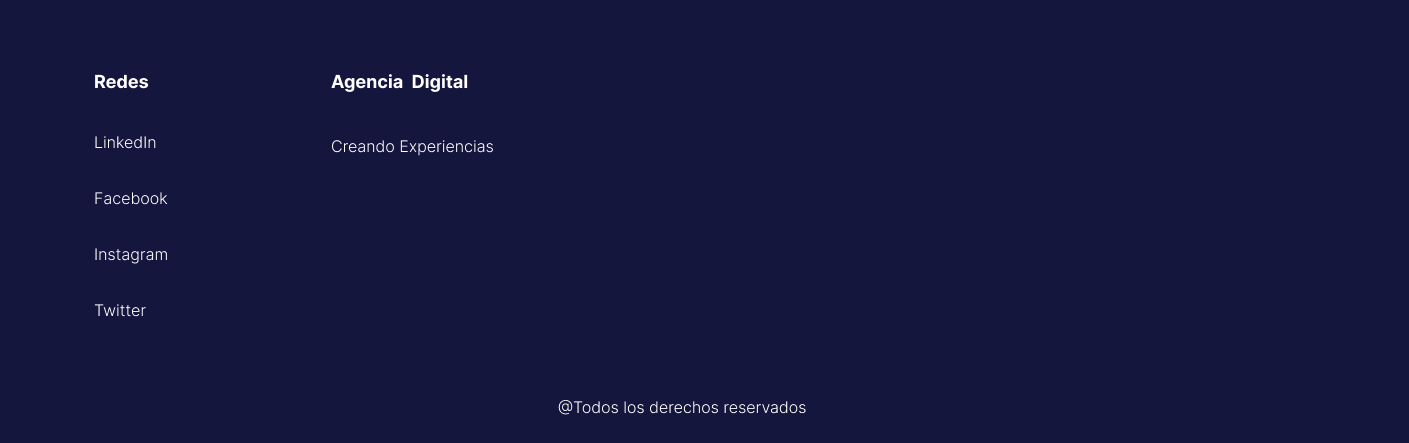 Redes
LinkedIn
Facebook
Instagram
Twitter
Agencia Digital
Creando Experiencias
@Todos los derechos reservados